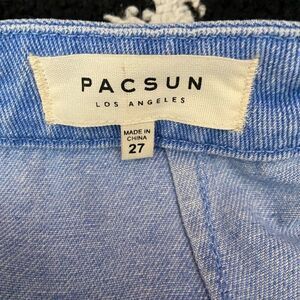 PACSUN
LOS ANGELES
MADE IN
CHINA
27